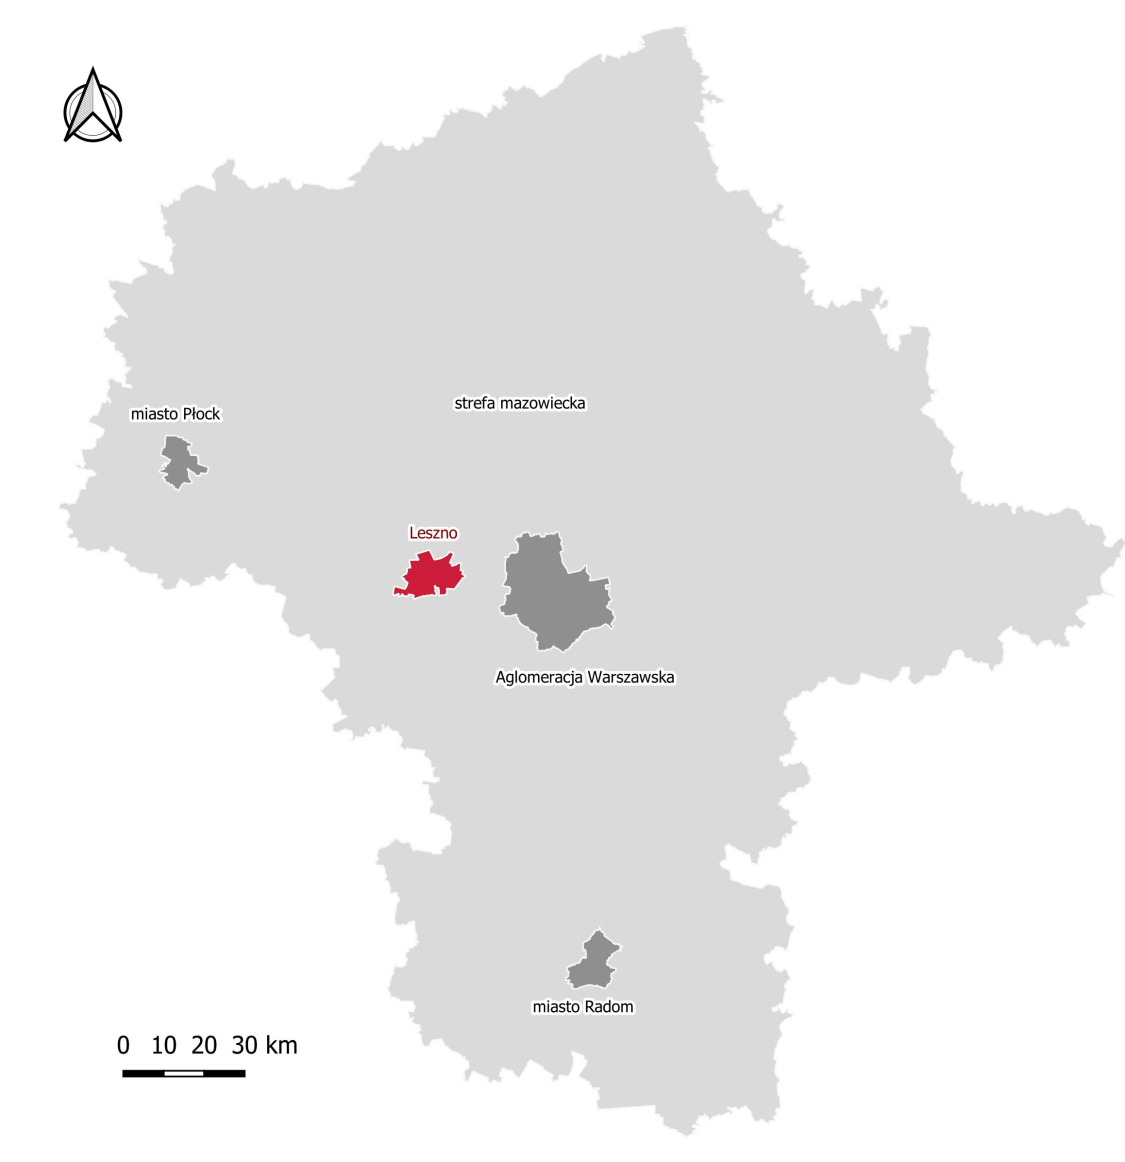 miasto Płock
strefa mazowiecka
Leszno
Aglomeracja Warszawska
miasto Radom
0 10 20 30 km